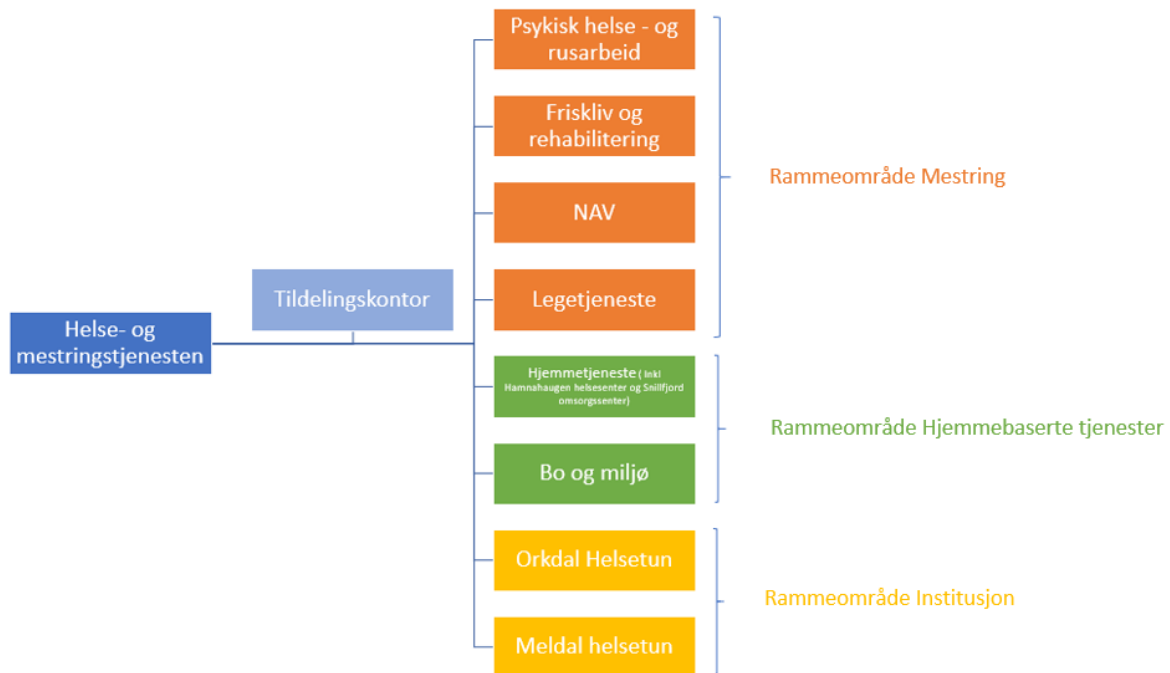 Psykisk helse - og
rusarbeid
Friskliv og
rehabilitering
Rammeområde Mestring
NAV
Tildelingskontor
Legetjeneste
Helse- og
mestringstjenesten
Hjemmetjeneste ( Inkl
Hamnahaugen helsesenter og Snillfjord
omsorgssenter)
Rammeområde Hjemmebaserte tjenester
Bo og miljø
Orkdal Helsetun
Rammeområde Institusjon
Meldal helsetun